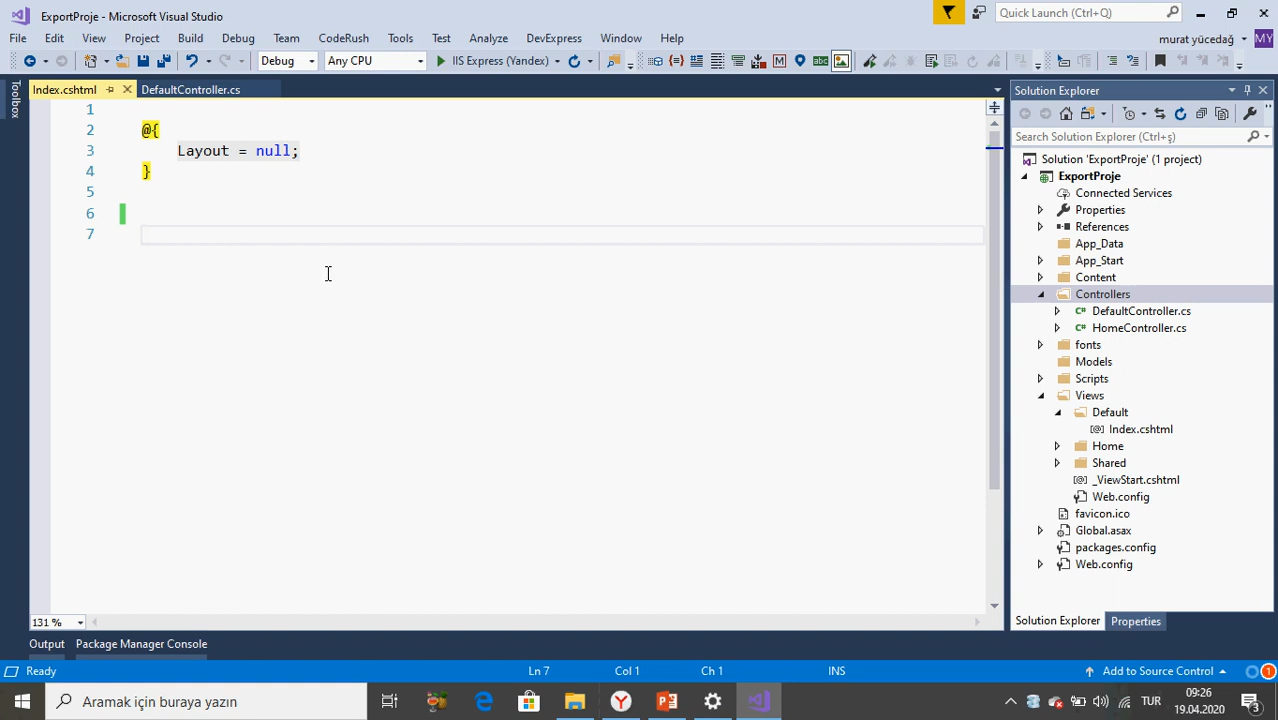 ExportProje - Microsoft Visual Studio
Quick Launch (Ctrl+Q)
File Edit View Project Build Debug Team CodeRush Tools Test Analyze DevExpress Window Help
murat yücedağ MY
Debug Any CPU IIS Express (Yandex)
Toolbox
Index.cshtml DefaultController.cs
1
2 @{
3 Layout = null;
4 }
5
6
7
131 %
Solution Explorer
Search Solution Explorer (Ctrl+ş)
Solution 'ExportProje' (1 project)
ExportProje
Connected Services
Properties
References
App_Data
App_Start
Content
Controllers
DefaultController.cs
HomeController.cs
fonts
Models
Scripts
Views
Default
Index.cshtml
Home
Shared
_ViewStart.cshtml
Web.config
favicon.ico
Global.asax
packages.config
Web.config
Solution Explorer Properties
Output Package Manager Console
Ready Ln 7 Col 1 Ch 1 INS Add to Source Control 1
Aramak için buraya yazın
TUR
09:26
19.04.2020
3